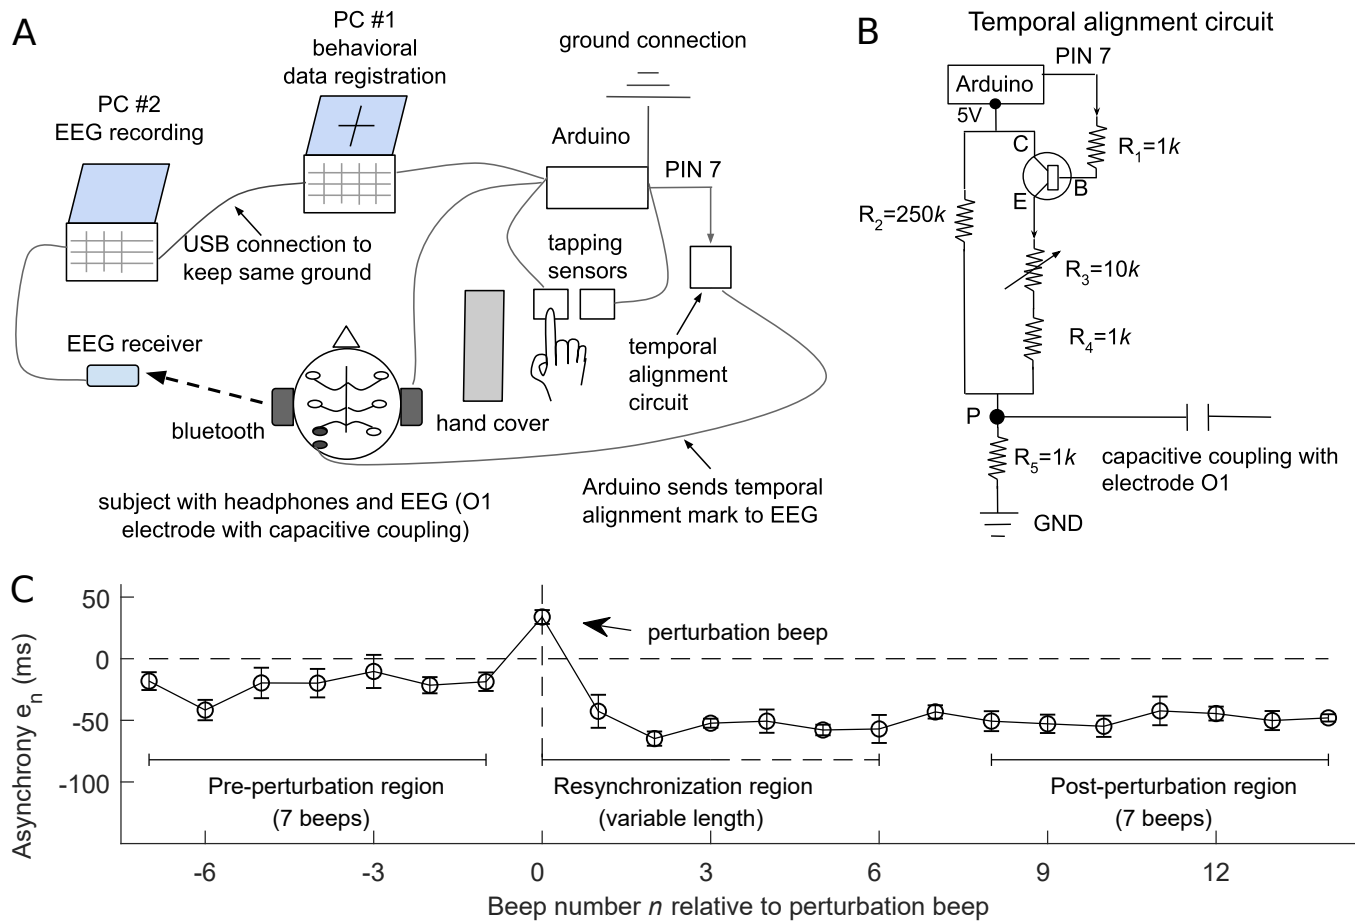 A
PC #1
behavioral
data registration
PC #2
EEG recording
ground connection
Arduino
PIN 7
USB connection to
keep same ground
tapping
sensors
EEG receiver
bluetooth
hand cover
temporal
alignment
circuit
subject with headphones and EEG (O1
electrode with capacitive coupling)
Arduino sends temporal
alignment mark to EEG
B
Temporal alignment circuit
PIN 7
Arduino
5V
C
R1=1k
B
E
R2=250k
R3=10k
R4=1k
P
R5=1k
capacitive coupling with
electrode O1
GND
C
Asynchrony en (ms)
50
0
-50
-100
perturbation beep
Pre-perturbation region
(7 beeps)
Resynchronization region
(variable length)
Post-perturbation region
(7 beeps)
-6
-3
0
3
6
9
12
Beep number n relative to perturbation beep